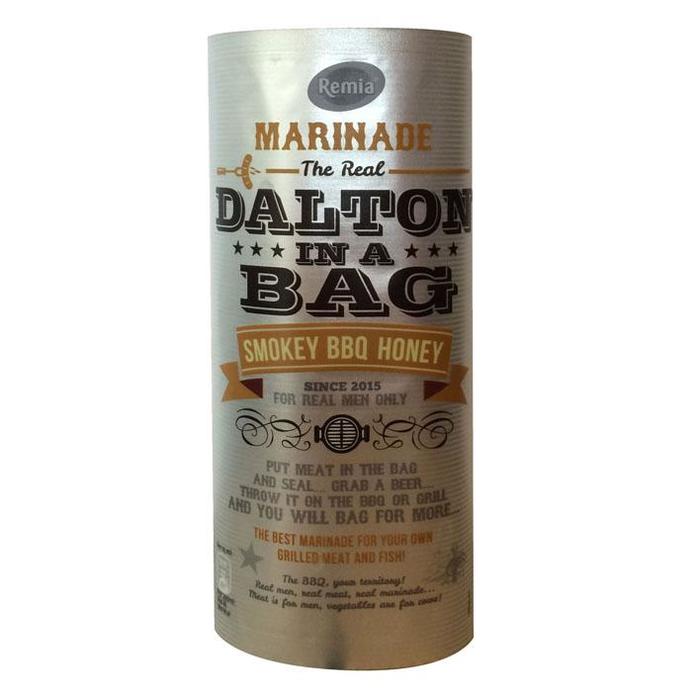 Remia
MARINADE
The Real
DALTON
IN A
BAG
SMOKEY BBQ HONEY
SINCE 2015
FOR REAL MEN ONLY
PUT MEAT IN THE BAG
AND SEAL... GRAB A BEER...
THROW IT ON THE BBQ OR GRILL
AND YOU WILL BAG FOR MORE...
THE BEST MARINADE FOR YOUR OWN
GRILLED MEAT AND FISH!
The BBQ, your territory!
Real men, real meat, real marinade...
Meat is for men, vegetables are for cows!